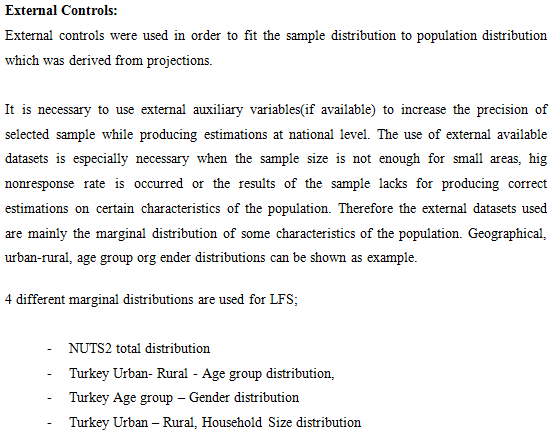 External Controls:
External controls were used in order to fit the sample distribution to population distribution
which was derived from projections.
It is necessary to use external auxiliary variables(if available) to increase the precision of
selected sample while producing estimations at national level. The use of external available
datasets is especially necessary when the sample size is not enough for small areas, hig
nonresponse rate is occurred or the results of the sample lacks for producing correct
estimations on certain characteristics of the population. Therefore the external datasets used
are mainly the marginal distribution of some characteristics of the population. Geographical,
urban-rural, age group org ender distributions can be shown as example.
4 different marginal distributions are used for LFS;
- NUTS2 total distribution
- Turkey Urban- Rural - Age group distribution,
- Turkey Age group – Gender distribution
- Turkey Urban – Rural, Household Size distribution